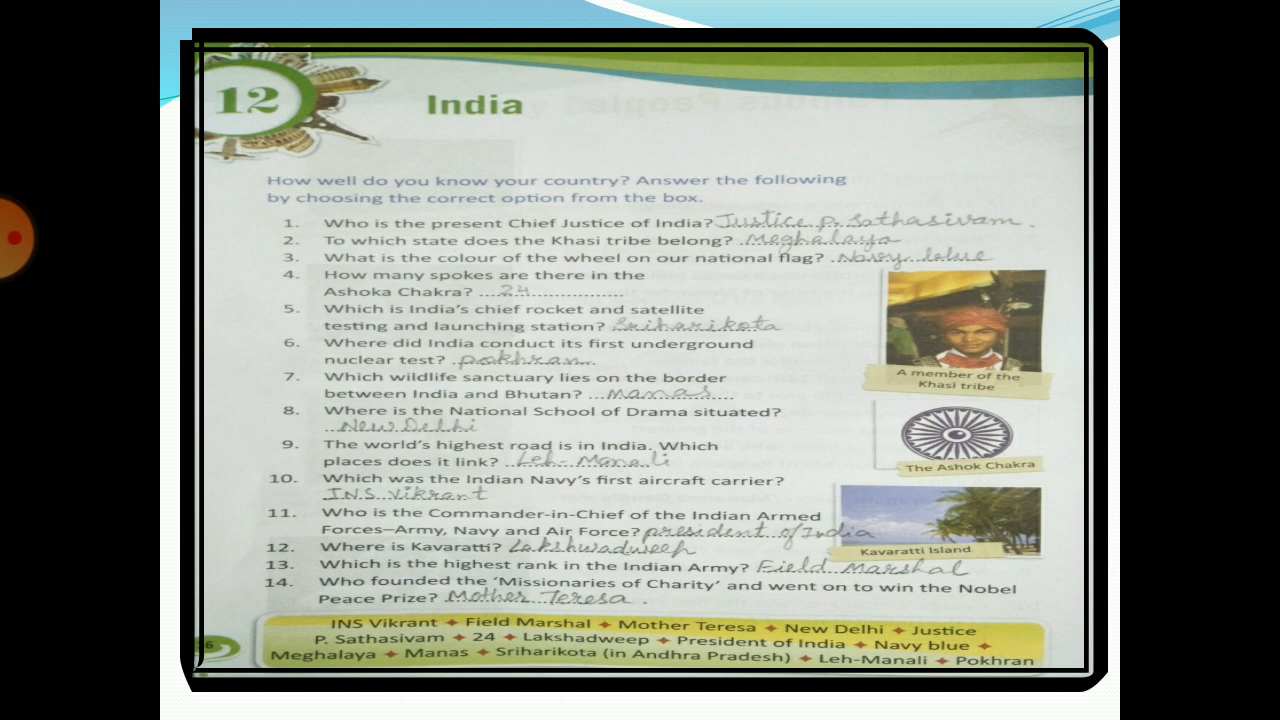 12
India
How well do you know your country? Answer the following
by choosing the correct option from the box.
1. Who is the present Chief Justice of India? Justice P. Sathasivam.
2. To which state does the Khasi tribe belong? Meghalaya
3. What is the colour of the wheel on our national flag? Navy blue
4. How many spokes are there in the
Ashoka Chakra? 24
5. Which is India's chief rocket and satellite
testing and launching station? Sriharikota
6. Where did India conduct its first underground
nuclear test? pokhran
7. Which wildlife sanctuary lies on the border
between India and Bhutan? manas
8. Where is the National School of Drama situated?
New Delhi
9. The world's highest road is in India. Which
places does it link? Leh-Manali
10. Which was the Indian Navy's first aircraft carrier?
INS Vikrant
11. Who is the Commander-in-Chief of the Indian Armed
Forces–Army, Navy and Air Force? president of India
12. Where is Kavaratti? Lakshwadweep
13. Which is the highest rank in the Indian Army? Field Marshal
14. Who founded the 'Missionaries of Charity' and went on to win the Nobel
Peace Prize? Mother Teresa.
A member of the
Khasi tribe
The Ashok Chakra
Kavaratti Island
INS Vikrant ✦ Field Marshal ✦ Mother Teresa ✦ New Delhi ✦ Justice
P. Sathasivam ✦ 24 ✦ Lakshadweep ✦ President of India ✦ Navy blue ✦
Meghalaya ✦ Manas ✦ Sriharikota (in Andhra Pradesh) ✦ Leh-Manali ✦ Pokhran